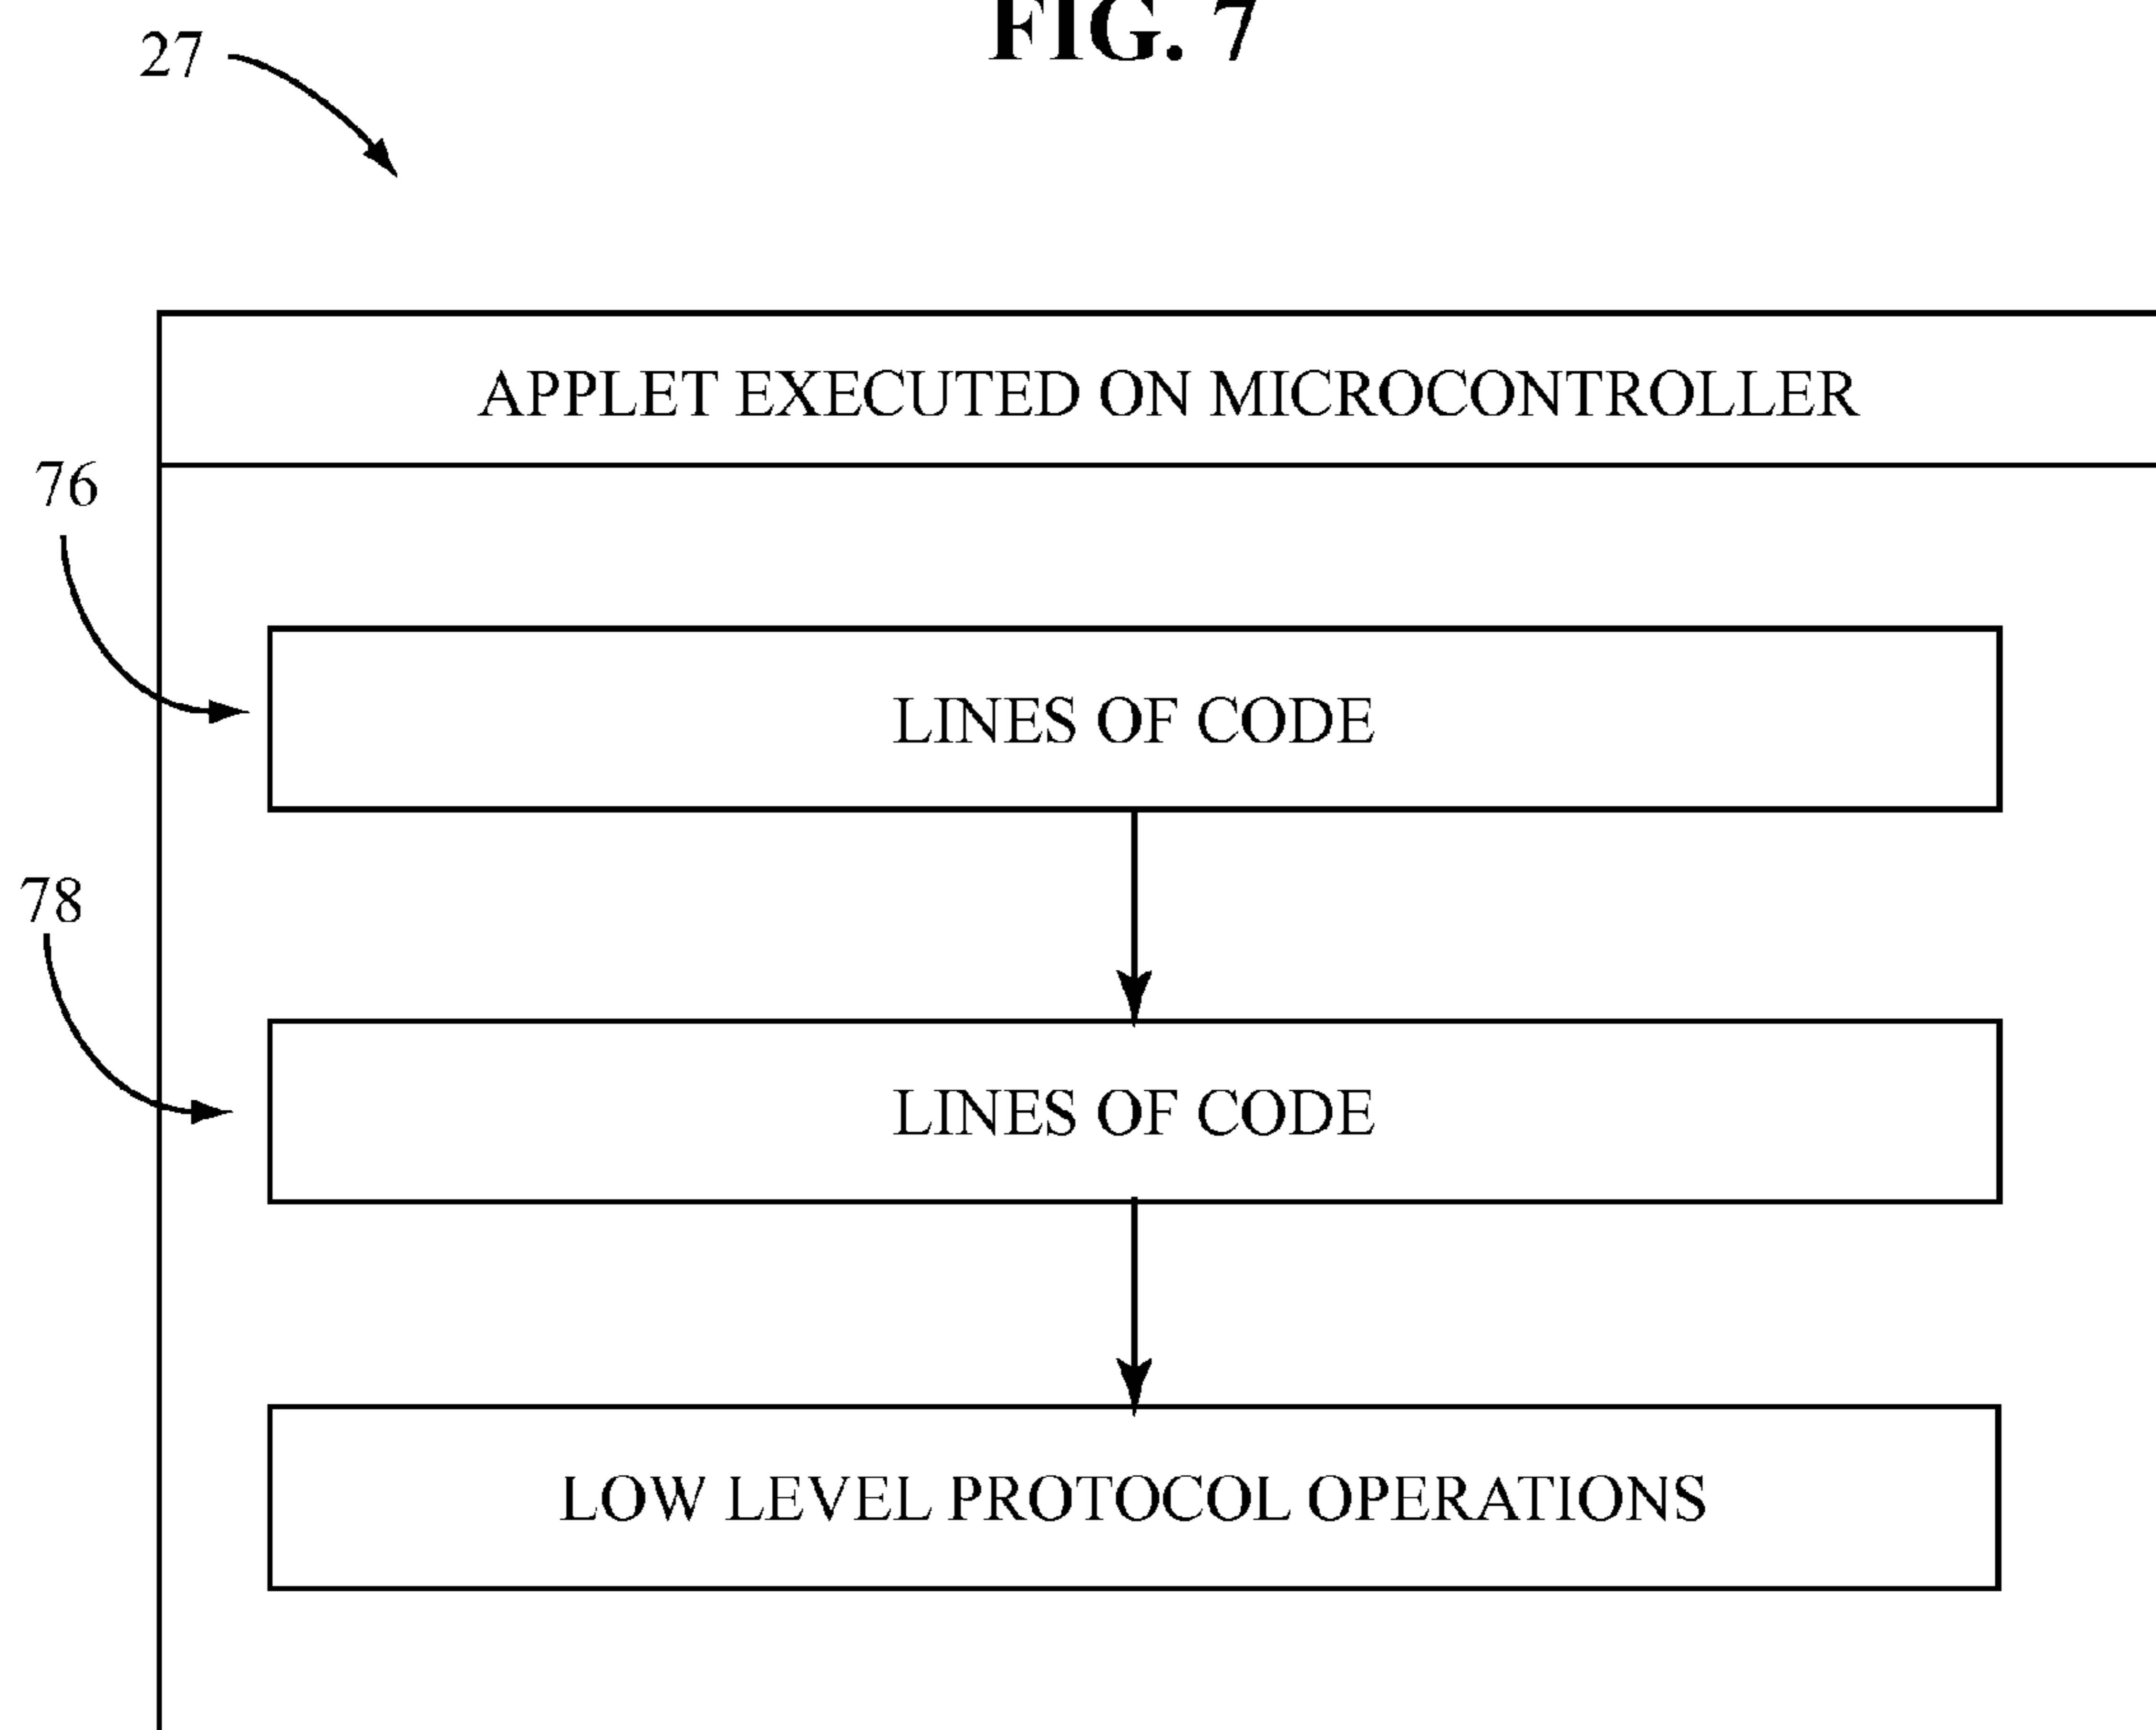 FIG. 7
27
APPLET EXECUTED ON MICROCONTROLLER
76
LINES OF CODE
78
LINES OF CODE
LOW LEVEL PROTOCOL OPERATIONS